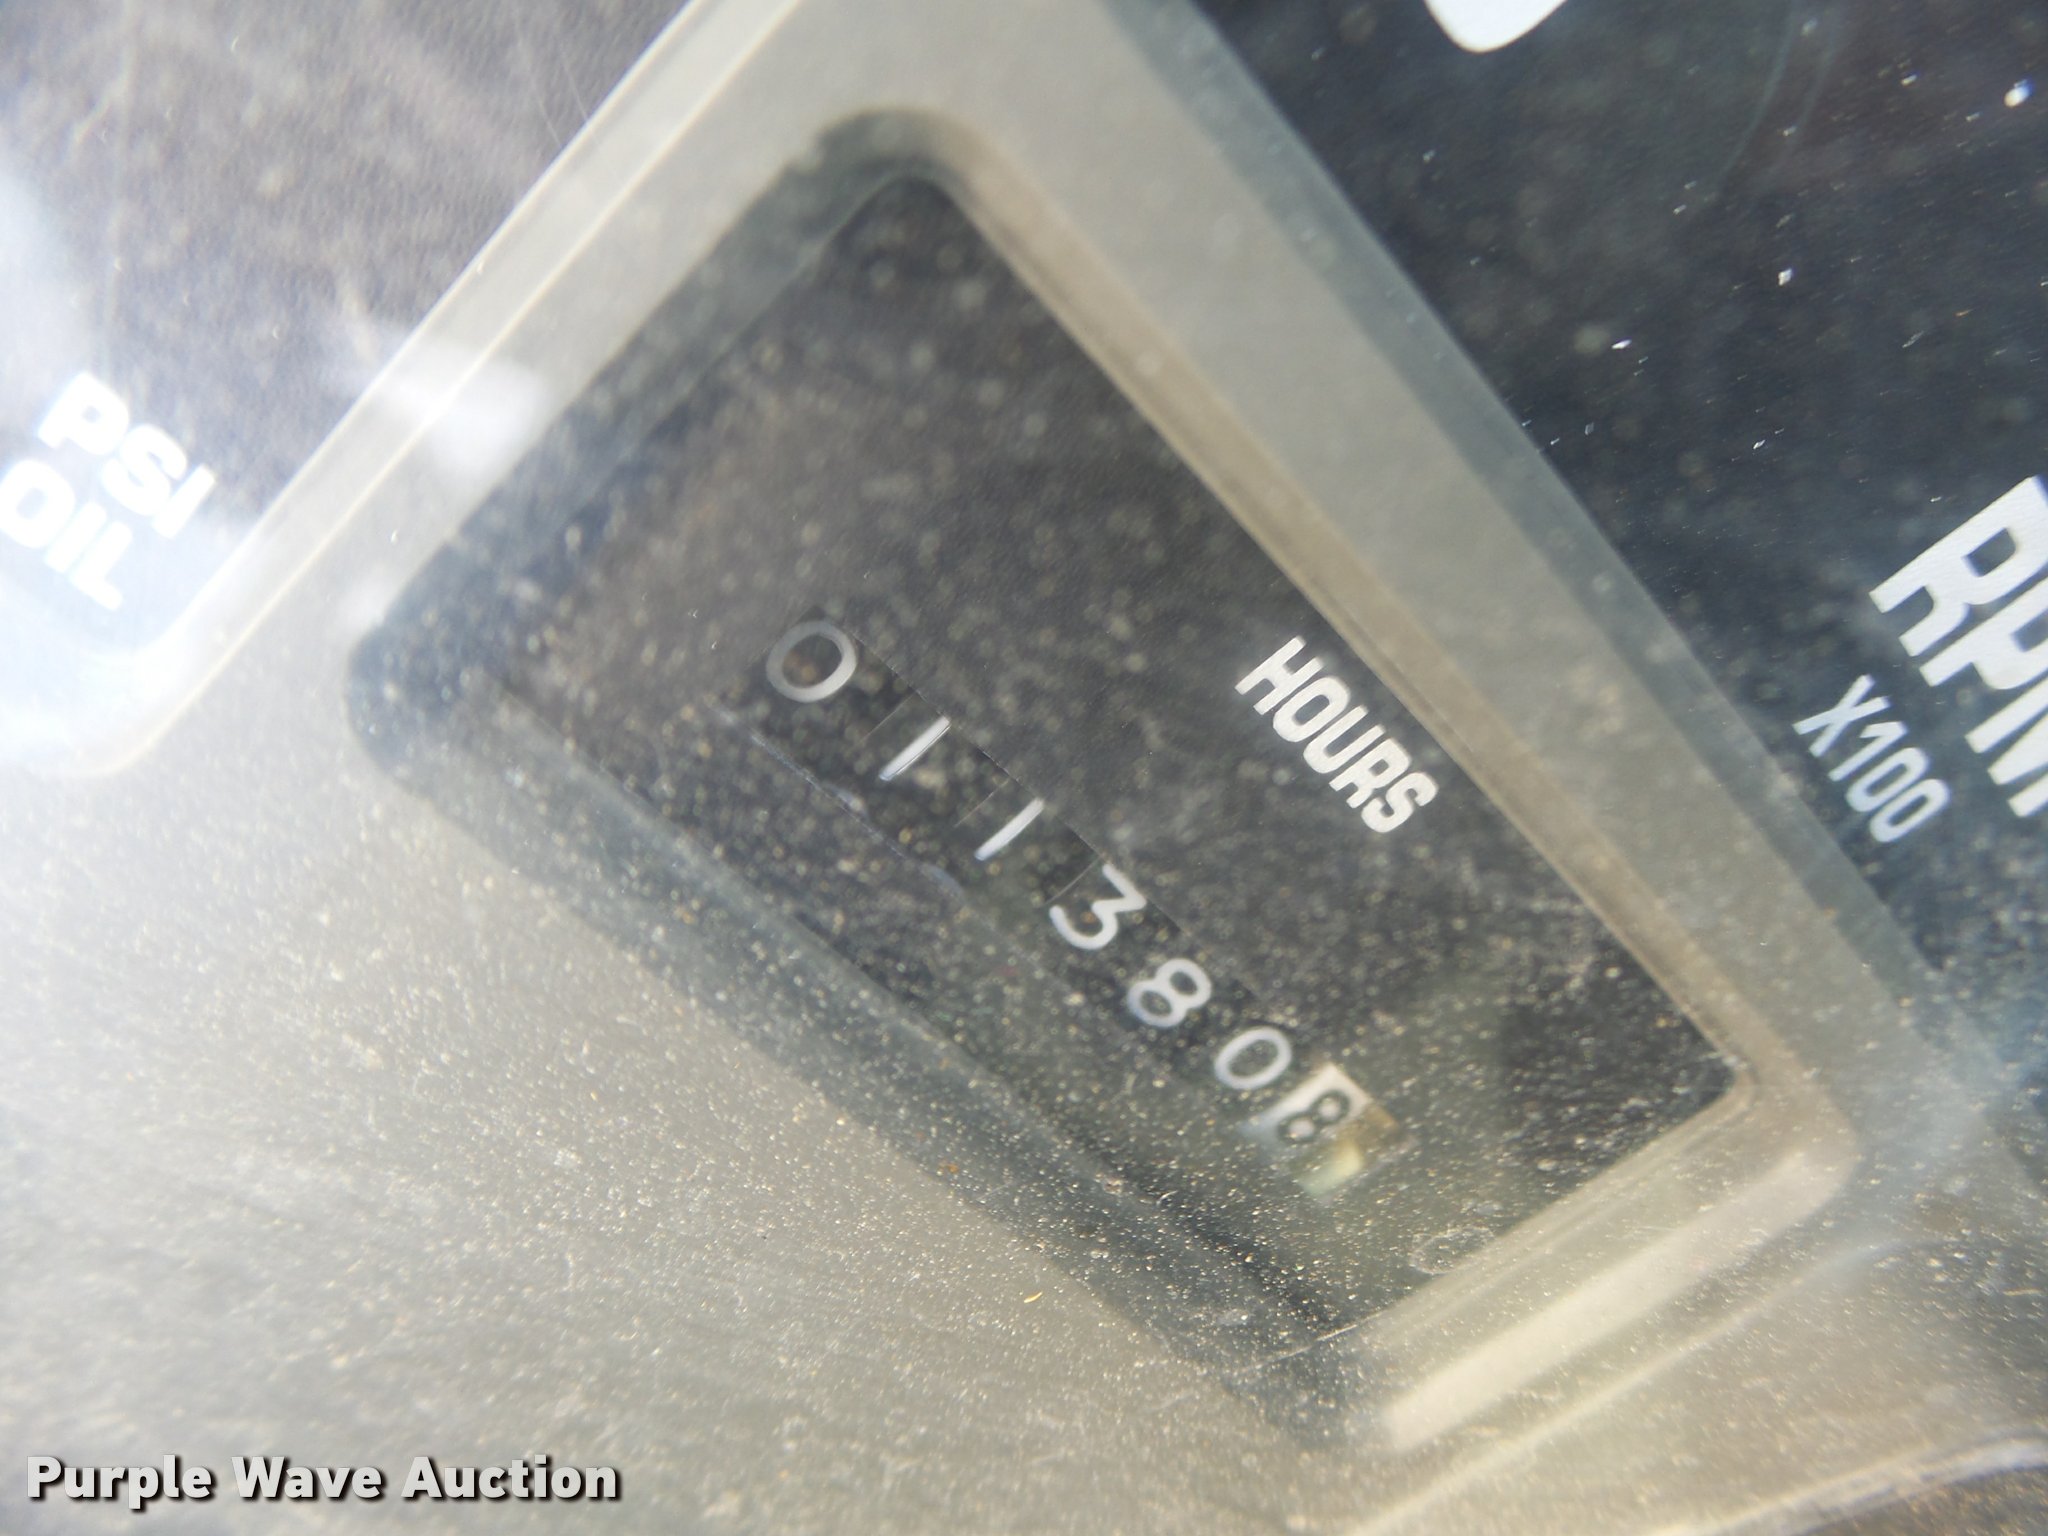 PSI
OIL
HOURS
0113808
RPM
X100
Purple Wave Auction